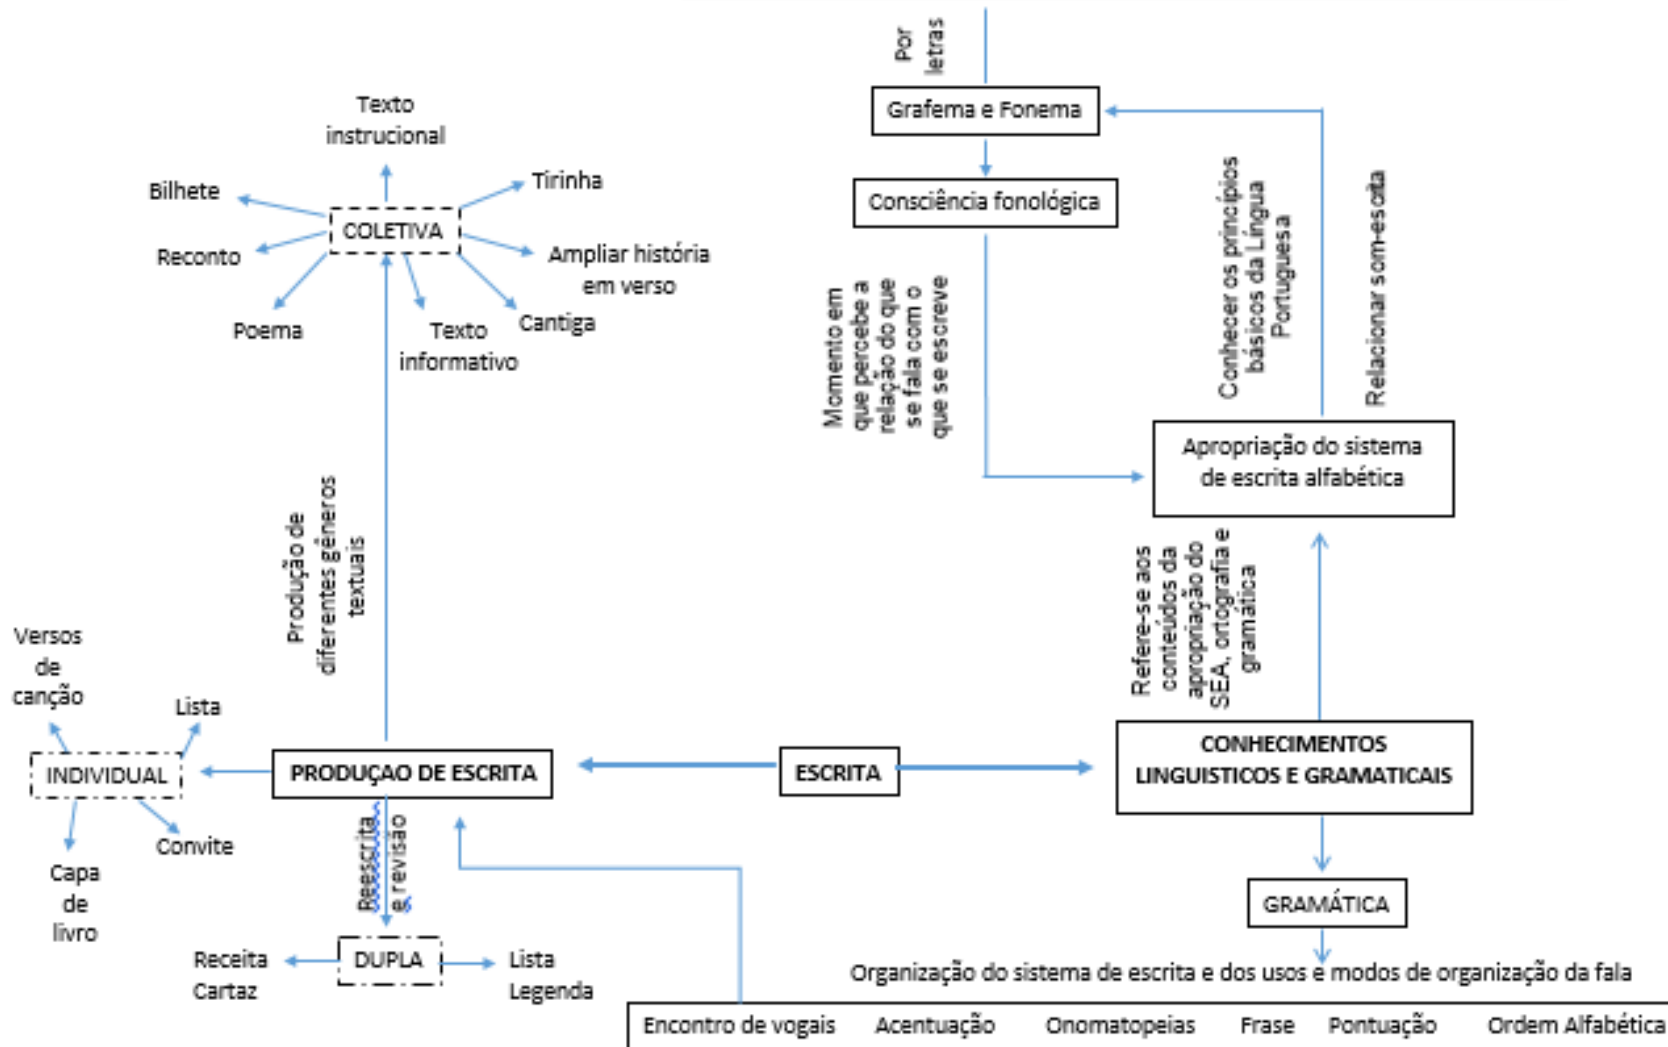 Por
letras
Grafema e Fonema
Consciência fonológica
Momento em
que percebe a
relação do que
se fala com o
que se escreve
Conhecer os princípios
básicos da Língua
Portuguesa
Relacionar som-escita
Apropriação do sistema
de escrita alfabética
Refere-se aos
conteúdos da
apropriação do
SEA, ortografia e
gramática
Texto
instrucional
Bilhete
Tirinha
COLETIVA
Reconto
Ampliar história
em verso
Poema
Texto
informativo
Cantiga
Produção de
diferentes gêneros
textuais
Versos
de
canção
Lista
INDIVIDUAL
PRODUÇAO DE ESCRITA
ESCRITA
CONHECIMENTOS
LINGUISTICOS E GRAMATICAIS
Convite
Capa
de
livro
Reescrita
e revisão
DUPLA
Receita
Cartaz
Lista
Legenda
GRAMÁTICA
Organização do sistema de escrita e dos usos e modos de organização da fala
Encontro de vogais Acentuação Onomatopeias Frase Pontuação Ordem Alfabética